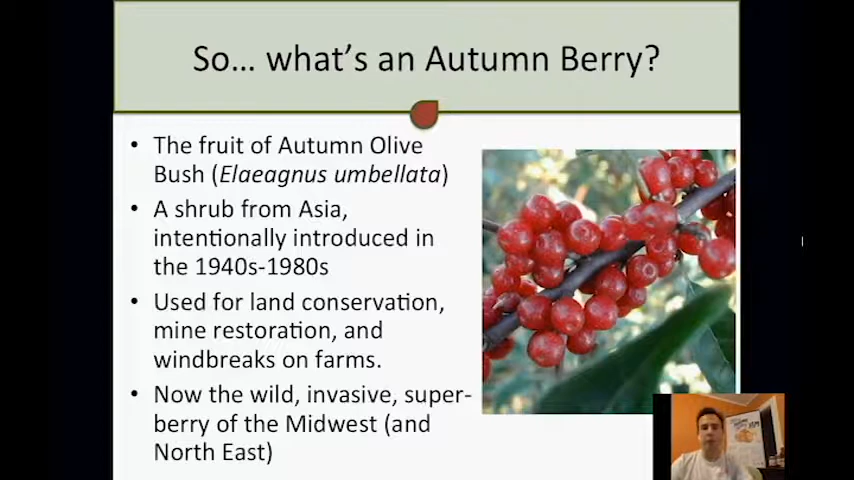 So... what's an Autumn Berry?
• The fruit of Autumn Olive
Bush (Elaeagnus umbellata)
• A shrub from Asia,
intentionally introduced in
the 1940s-1980s
• Used for land conservation,
mine restoration, and
windbreaks on farms.
• Now the wild, invasive, super-
berry of the Midwest (and
North East)